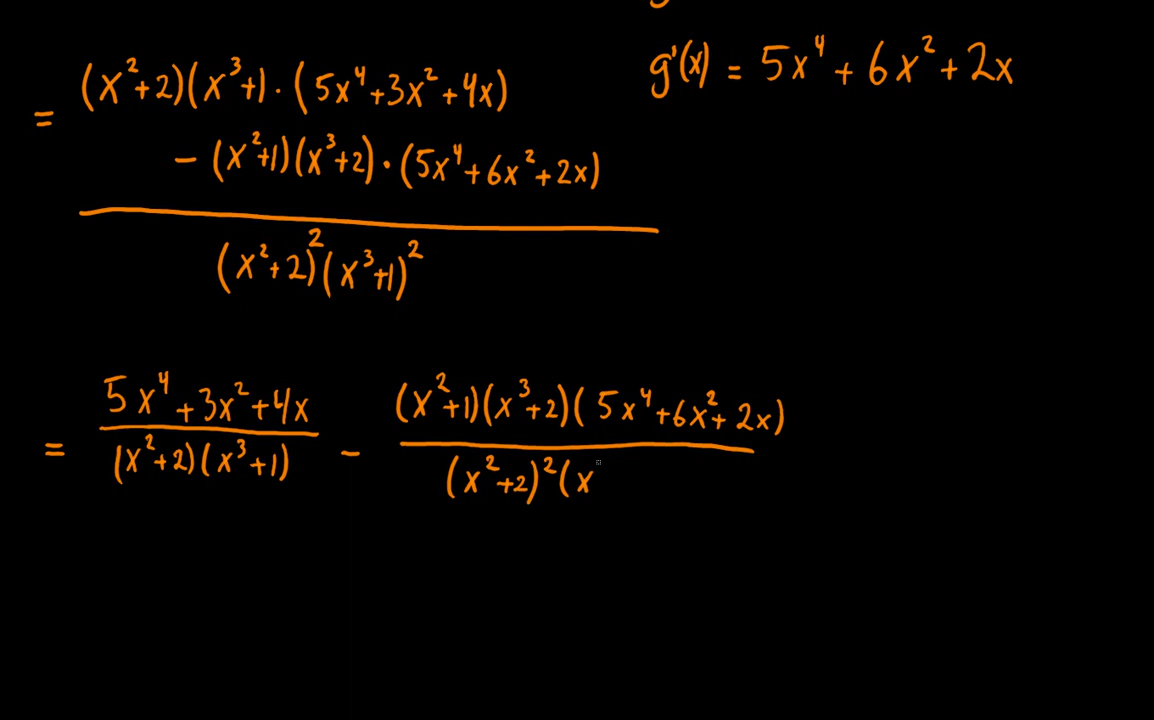 g'(x) = 5x⁴ + 6x² + 2x
= (x²+2)(x³+1 · (5x⁴+3x²+4x)
− (x²+1)(x³+2) · (5x⁴+6x²+2x)
(x²+2)²(x³+1)²
= 5x⁴+3x²+4x − (x²+1)(x³+2)(5x⁴+6x²+2x)
(x²+2)(x³+1) (x²+2)²(x